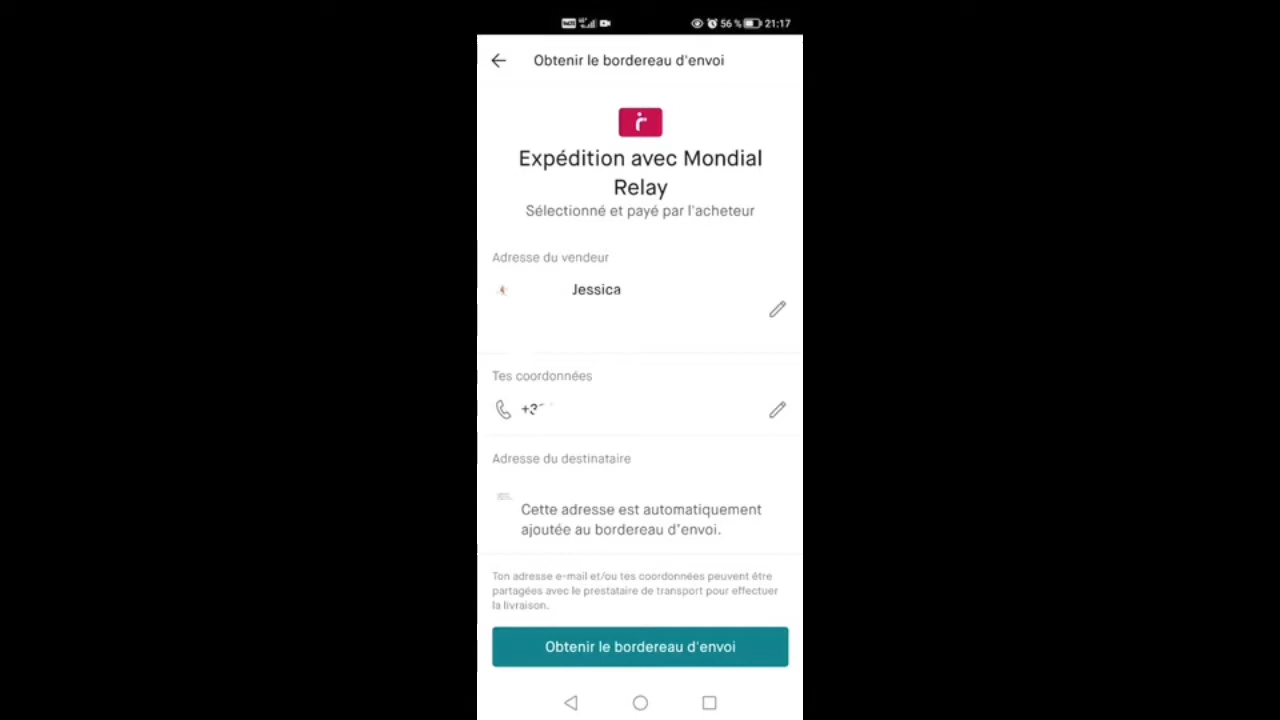 56 % 21:17
Obtenir le bordereau d'envoi
Expédition avec Mondial
Relay
Sélectionné et payé par l'acheteur
Adresse du vendeur
Jessica
Tes coordonnées
Adresse du destinataire
Cette adresse est automatiquement
ajoutée au bordereau d'envoi.
Ton adresse e-mail et/ou tes coordonnées peuvent être
partagées avec le prestataire de transport pour effectuer
la livraison.
Obtenir le bordereau d'envoi